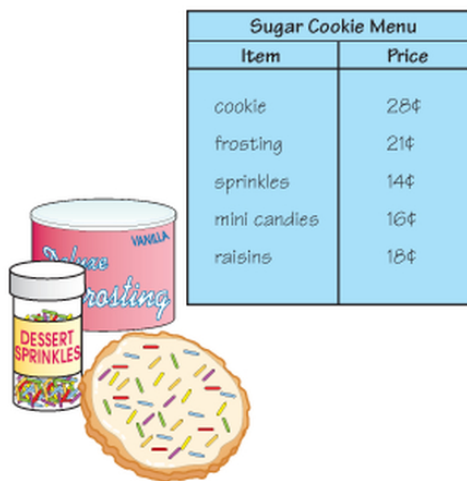 Sugar Cookie Menu
Item Price
cookie 28¢
frosting 21¢
sprinkles 14¢
mini candies 16¢
raisins 18¢
VANILLA
Deluxe
Frosting
DESSERT
SPRINKLES